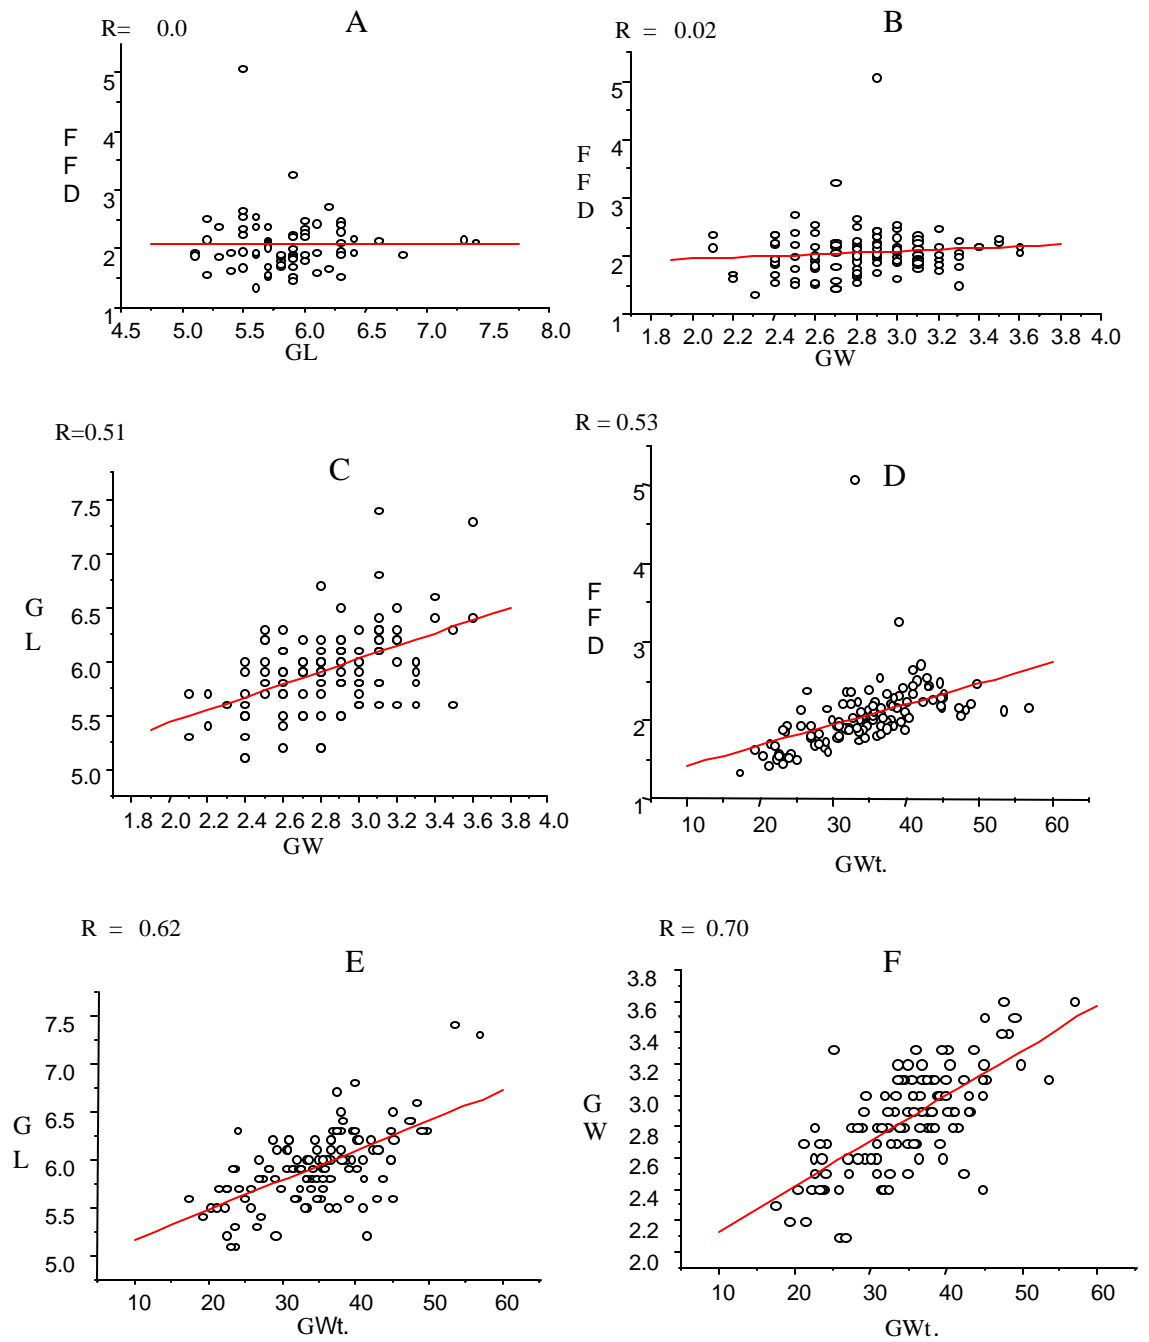 R=   0.0
A
5
4
F
F
D
3
2
1
4.5 5.0 5.5 6.0 6.5 7.0 7.5 8.0
GL
R = 0.02
B
5
4
F
F
D
3
2
1
1.8 2.0 2.2 2.4 2.6 2.8 3.0 3.2 3.4 3.6 3.8 4.0
GW
R=0.51
C
7.5
7.0
G
L
6.5
6.0
5.5
5.0
1.8 2.0 2.2 2.4 2.6 2.8 3.0 3.2 3.4 3.6 3.8 4.0
GW
R = 0.53
D
5
4
F
F
D
3
2
1
10 20 30 40 50 60
GWt.
R = 0.62
E
7.5
7.0
6.5
G
L
6.0
5.5
5.0
10 20 30 40 50 60
GWt.
R = 0.70
F
3.8
3.6
3.4
3.2
G
W
3.0
2.8
2.6
2.4
2.2
2.0
10 20 30 40 50 60
GWt.